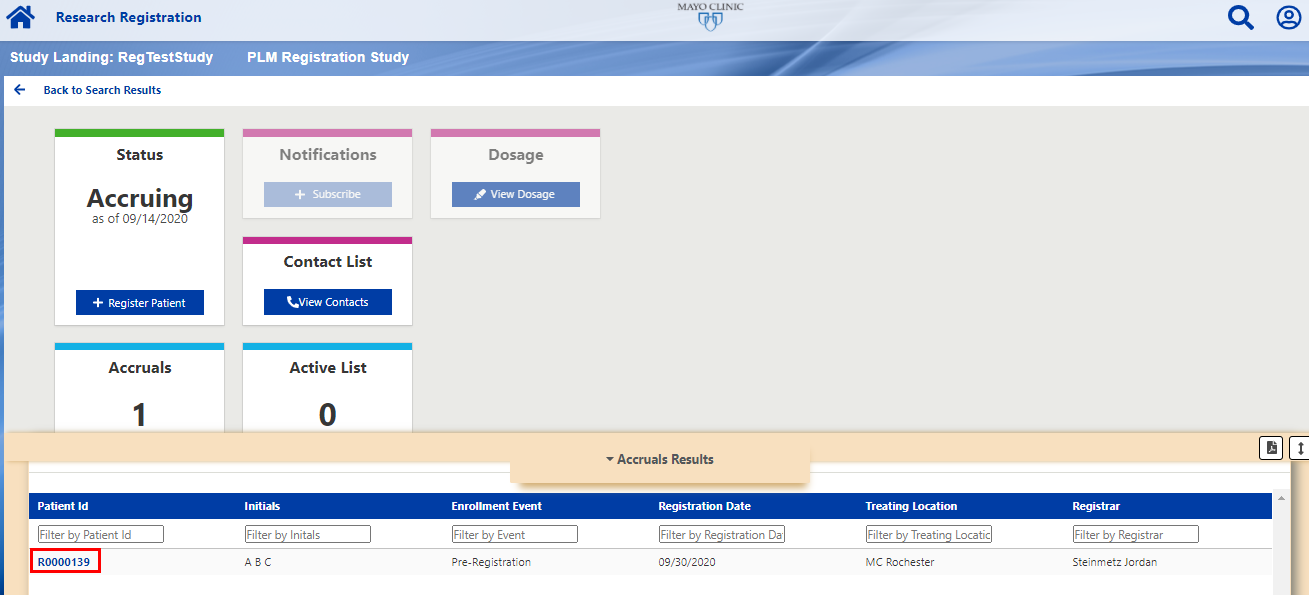 Research Registration
MAYO CLINIC
Study Landing: RegTestStudy PLM Registration Study
Back to Search Results
Status
Accruing
as of 09/14/2020
Register Patient
Notifications
Subscribe
Dosage
View Dosage
Contact List
View Contacts
Accruals
1
Active List
0
Accruals Results
Patient Id Initials Enrollment Event Registration Date Treating Location Registrar
Filter by Patient Id Filter by Initals Filter by Event Filter by Registration Da Filter by Treating Locatic Filter by Registrar
R0000139 A B C Pre-Registration 09/30/2020 MC Rochester Steinmetz Jordan